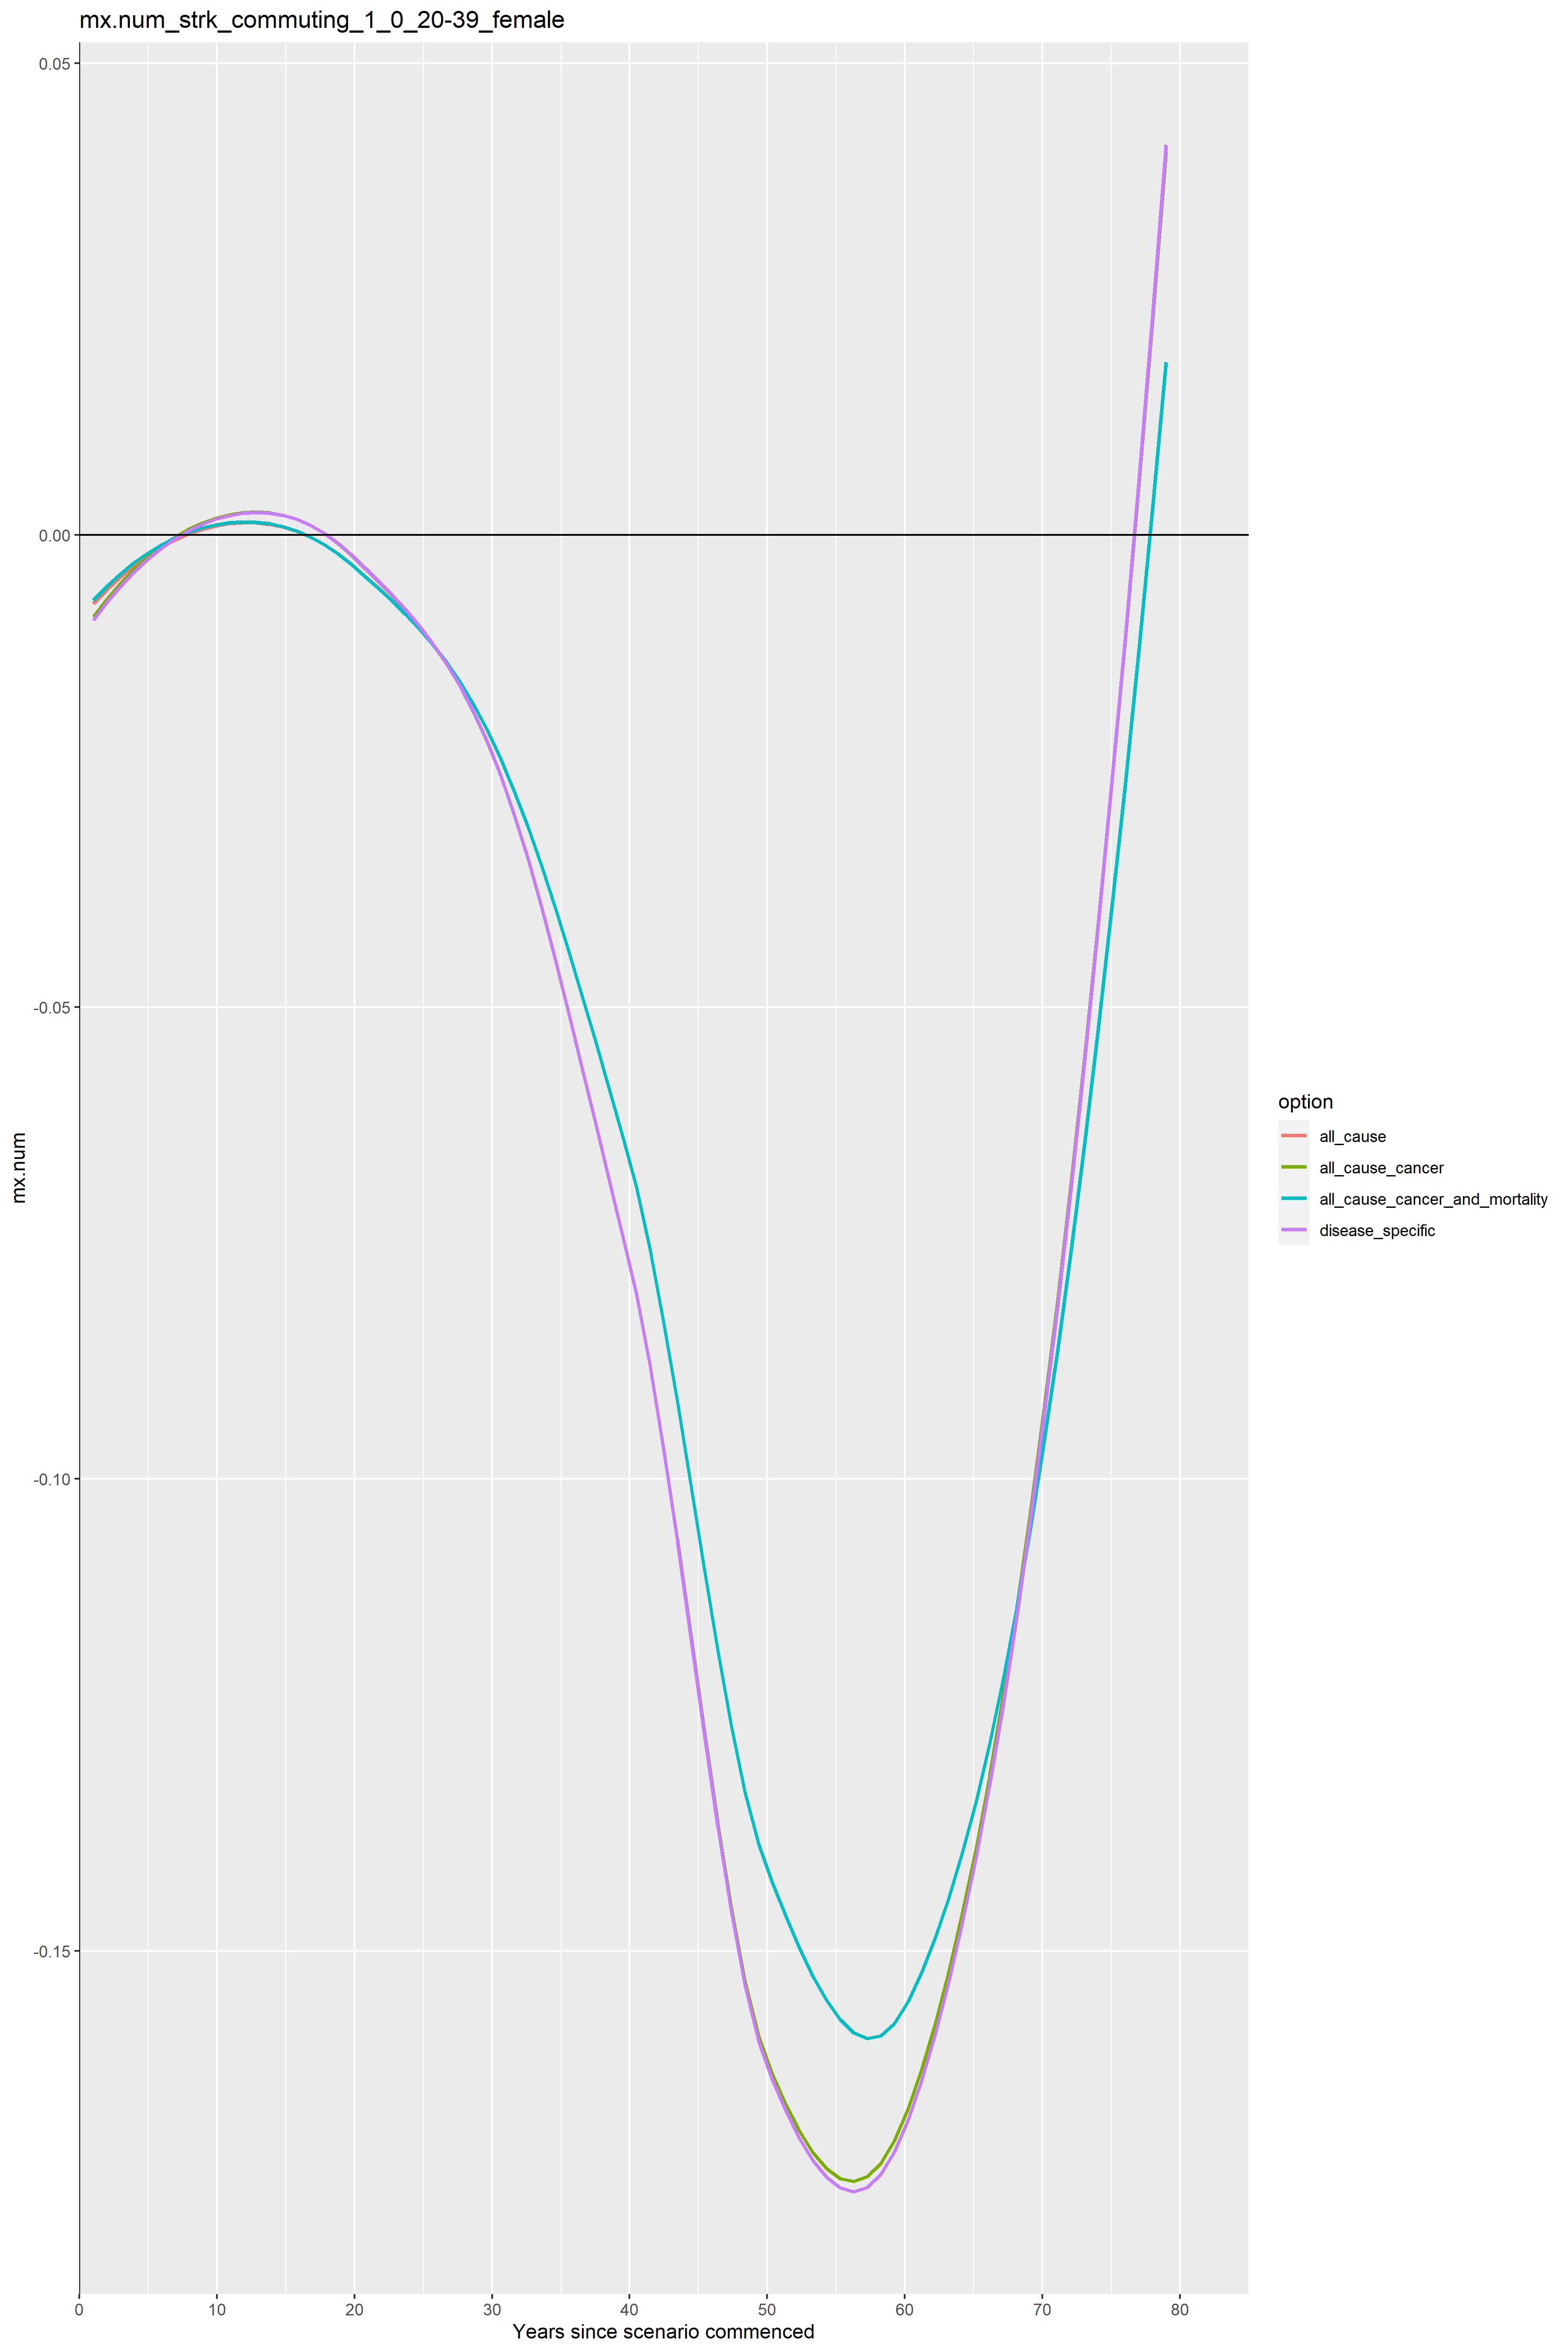 mx.num_strk_commuting_1_0_20-39_female
0.05
0.00
-0.05
-0.10
-0.15
mx.num
0 10 20 30 40 50 60 70 80
Years since scenario commenced
option
all_cause
all_cause_cancer
all_cause_cancer_and_mortality
disease_specific